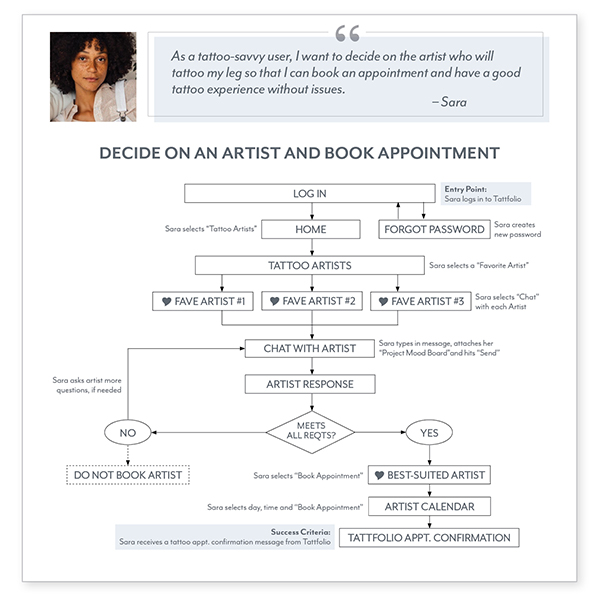 “
As a tattoo-savvy user, I want to decide on the artist who will
tattoo my leg so that I can book an appointment and have a good
tattoo experience without issues.
– Sara
DECIDE ON AN ARTIST AND BOOK APPOINTMENT
LOG IN
Entry Point:
Sara logs in to Tattfolio
Sara selects "Tattoo Artists"
HOME
FORGOT PASSWORD
Sara creates
new password
TATTOO ARTISTS
Sara selects a "Favorite Artist"
FAVE ARTIST #1
FAVE ARTIST #2
FAVE ARTIST #3
Sara selects "Chat"
with each Artist
CHAT WITH ARTIST
Sara types in message, attaches her
"Project Mood Board"and hits "Send"
ARTIST RESPONSE
Sara asks artist more
questions, if needed
NO
MEETS
ALL REQTS?
YES
DO NOT BOOK ARTIST
Sara selects "Book Appointment"
BEST-SUITED ARTIST
Sara selects day, time and "Book Appointment"
ARTIST CALENDAR
Success Criteria:
Sara receives a tattoo appt. confirmation message from Tattfolio
TATTFOLIO APPT. CONFIRMATION